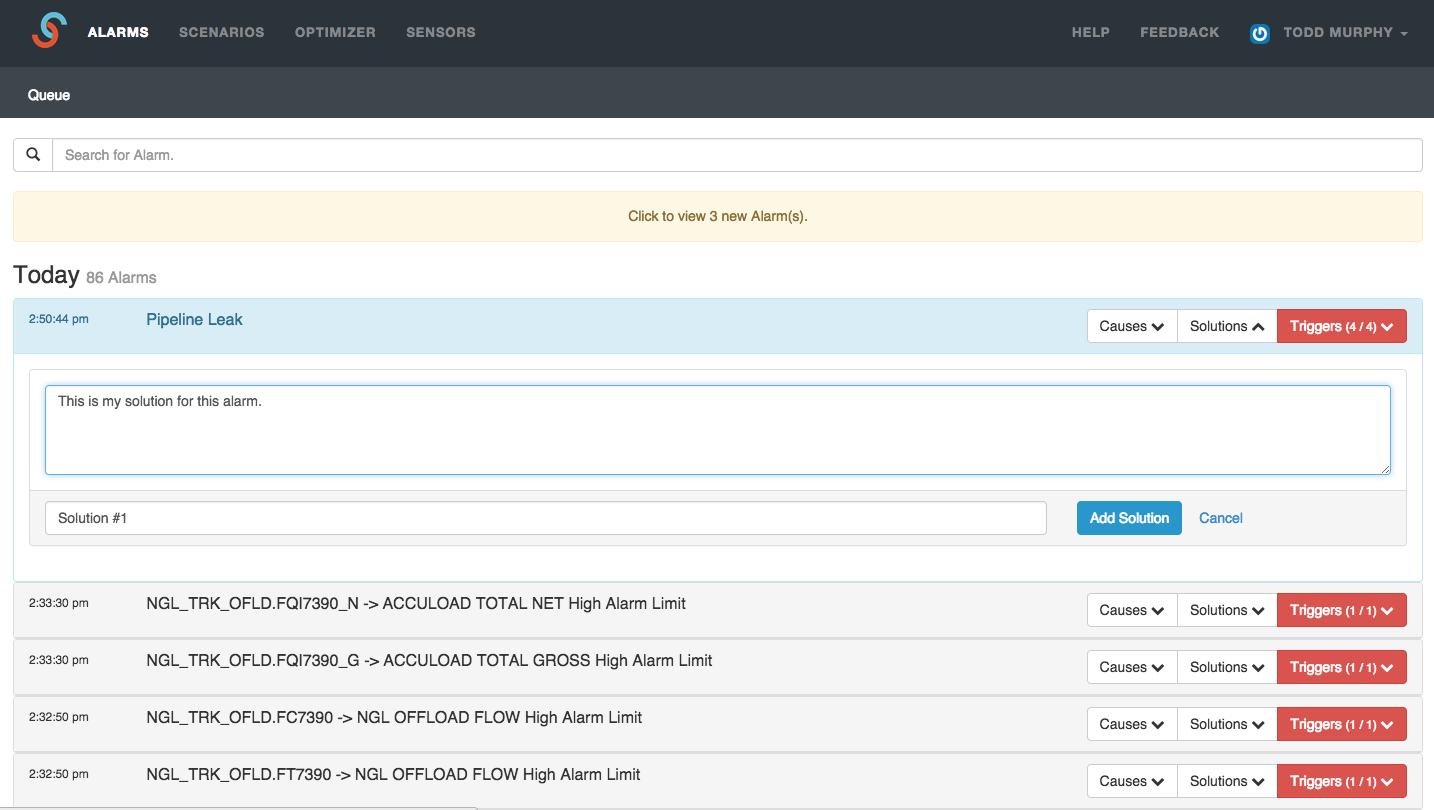 ALARMS SCENARIOS OPTIMIZER SENSORS HELP FEEDBACK TODD MURPHY
Queue
Search for Alarm.
Click to view 3 new Alarm(s).
Today 86 Alarms
2:50:44 pm Pipeline Leak Causes Solutions Triggers (4 / 4)
This is my solution for this alarm.
Solution #1 Add Solution Cancel
2:33:30 pm NGL_TRK_OFLD.FQI7390_N -> ACCULOAD TOTAL NET High Alarm Limit Causes Solutions Triggers (1 / 1)
2:33:30 pm NGL_TRK_OFLD.FQI7390_G -> ACCULOAD TOTAL GROSS High Alarm Limit Causes Solutions Triggers (1 / 1)
2:32:50 pm NGL_TRK_OFLD.FC7390 -> NGL OFFLOAD FLOW High Alarm Limit Causes Solutions Triggers (1 / 1)
2:32:50 pm NGL_TRK_OFLD.FT7390 -> NGL OFFLOAD FLOW High Alarm Limit Causes Solutions Triggers (1 / 1)